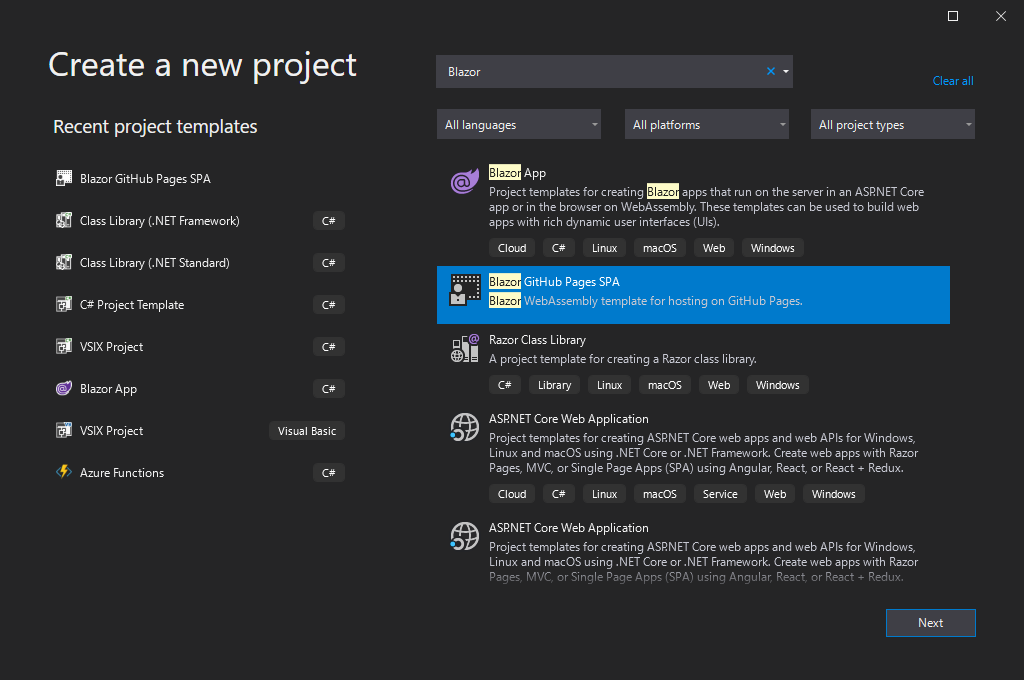 Create a new project
Recent project templates
Blazor GitHub Pages SPA
Class Library (.NET Framework)
C#
Class Library (.NET Standard)
C#
C# Project Template
C#
VSIX Project
C#
Blazor App
C#
VSIX Project
Visual Basic
Azure Functions
C#
Blazor
Clear all
All languages
All platforms
All project types
Blazor App
Project templates for creating Blazor apps that run on the server in an ASP.NET Core
app or in the browser on WebAssembly. These templates can be used to build web
apps with rich dynamic user interfaces (UIs).
Cloud C# Linux macOS Web Windows
Blazor GitHub Pages SPA
Blazor WebAssembly template for hosting on GitHub Pages.
Razor Class Library
A project template for creating a Razor class library.
C# Library Linux macOS Web Windows
ASP.NET Core Web Application
Project templates for creating ASP.NET Core web apps and web APIs for Windows,
Linux and macOS using .NET Core or .NET Framework. Create web apps with Razor
Pages, MVC, or Single Page Apps (SPA) using Angular, React, or React + Redux.
Cloud C# Linux macOS Service Web Windows
ASP.NET Core Web Application
Project templates for creating ASP.NET Core web apps and web APIs for Windows,
Linux and macOS using .NET Core or .NET Framework. Create web apps with Razor
Pages, MVC, or Single Page Apps (SPA) using Angular, React, or React + Redux.
Next